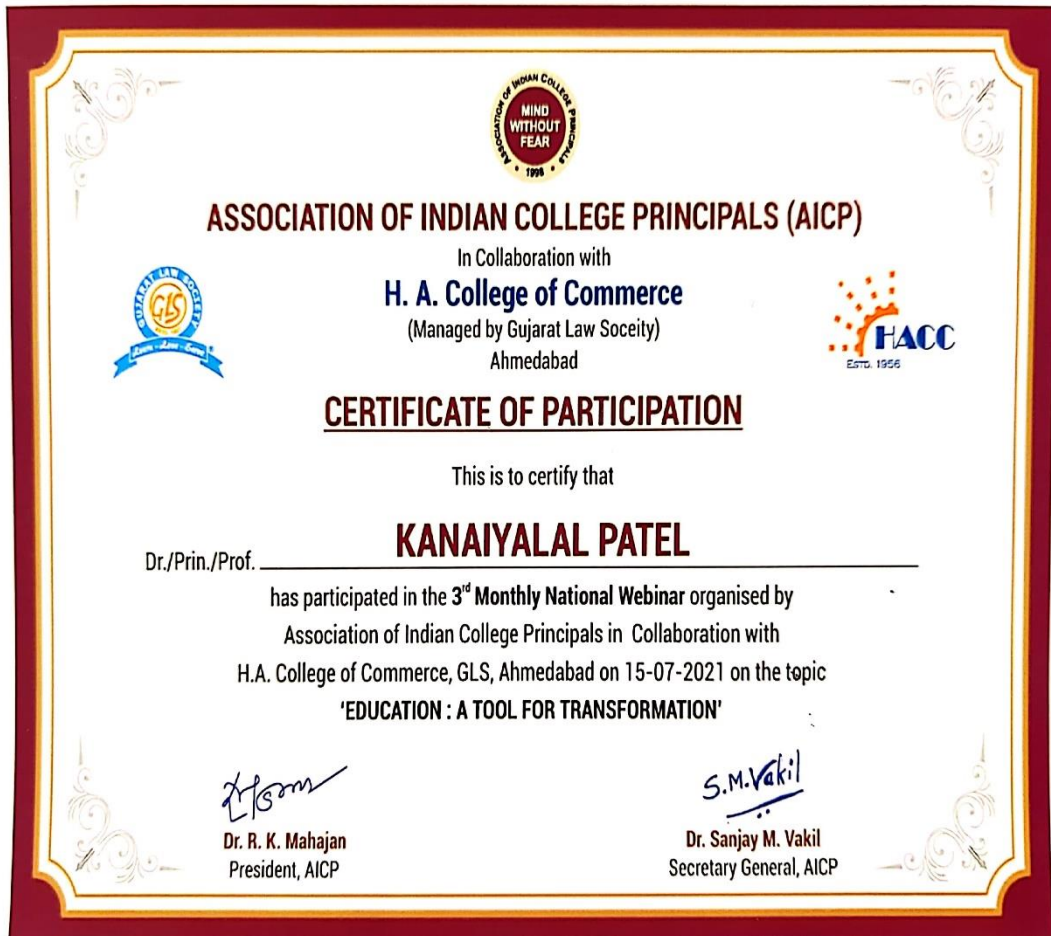 ASSOCIATION OF INDIAN COLLEGE PRINCIPALS
MIND
WITHOUT
FEAR
1998
ASSOCIATION OF INDIAN COLLEGE PRINCIPALS (AICP)
In Collaboration with
H. A. College of Commerce
(Managed by Gujarat Law Soceity)
Ahmedabad
GUJARAT LAW SOCIETY
GLS
Learn - Love - Serve
HACC
ESTD. 1956
CERTIFICATE OF PARTICIPATION
This is to certify that
Dr./Prin./Prof. KANAIYALAL PATEL
has participated in the 3rd Monthly National Webinar organised by
Association of Indian College Principals in Collaboration with
H.A. College of Commerce, GLS, Ahmedabad on 15-07-2021 on the topic
'EDUCATION : A TOOL FOR TRANSFORMATION'
S.M.Vakil
Dr. R. K. Mahajan
President, AICP
Dr. Sanjay M. Vakil
Secretary General, AICP